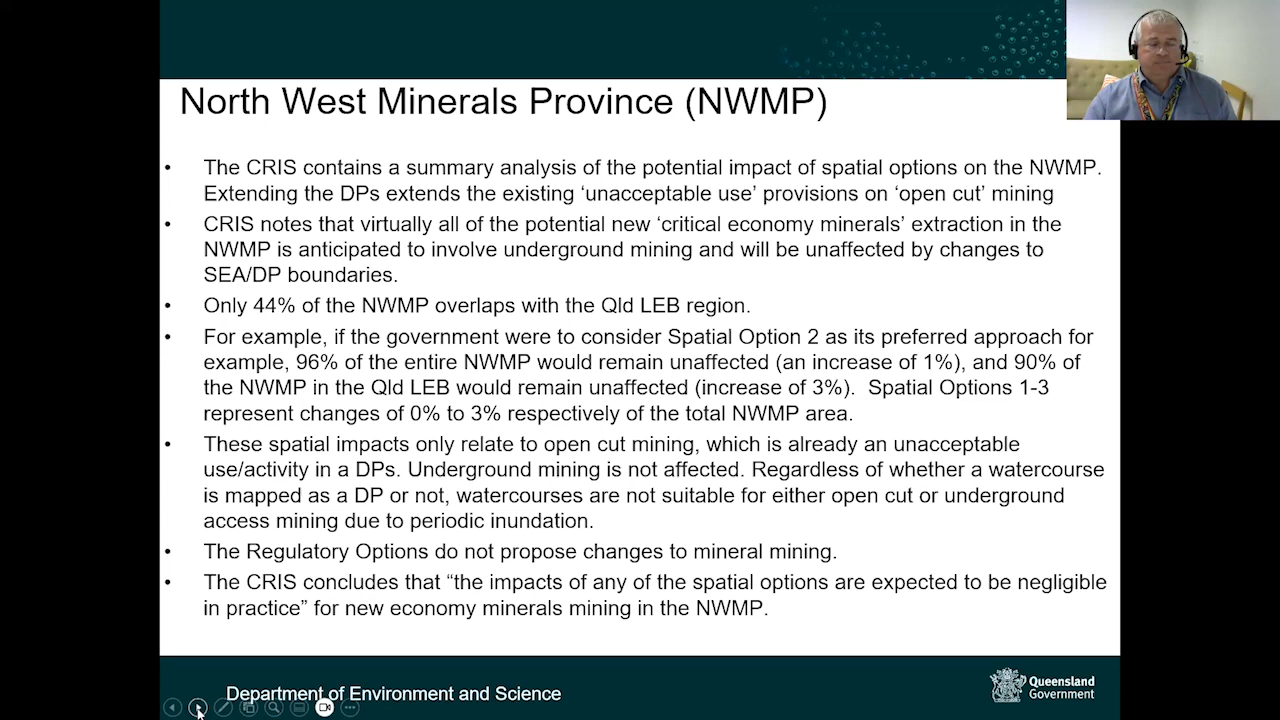 North West Minerals Province (NWMP)
• The CRIS contains a summary analysis of the potential impact of spatial options on the NWMP.
Extending the DPs extends the existing ‘unacceptable use’ provisions on ‘open cut’ mining
• CRIS notes that virtually all of the potential new ‘critical economy minerals’ extraction in the
NWMP is anticipated to involve underground mining and will be unaffected by changes to
SEA/DP boundaries.
• Only 44% of the NWMP overlaps with the Qld LEB region.
• For example, if the government were to consider Spatial Option 2 as its preferred approach for
example, 96% of the entire NWMP would remain unaffected (an increase of 1%), and 90% of
the NWMP in the Qld LEB would remain unaffected (increase of 3%).  Spatial Options 1-3
represent changes of 0% to 3% respectively of the total NWMP area.
• These spatial impacts only relate to open cut mining, which is already an unacceptable
use/activity in a DPs. Underground mining is not affected. Regardless of whether a watercourse
is mapped as a DP or not, watercourses are not suitable for either open cut or underground
access mining due to periodic inundation.
• The Regulatory Options do not propose changes to mineral mining.
• The CRIS concludes that “the impacts of any of the spatial options are expected to be negligible
in practice” for new economy minerals mining in the NWMP.
Department of Environment and Science
Queensland
Government